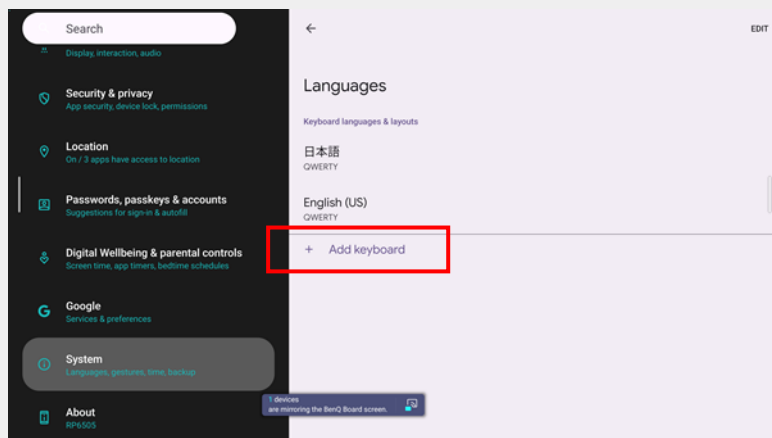 Search
Display, interaction, audio
Security & privacy
App security, device lock, permissions
Location
On / 3 apps have access to location
Passwords, passkeys & accounts
Suggestions for sign-in & autofill
Digital Wellbeing & parental controls
Screen time, app timers, bedtime schedules
Google
Services & preferences
System
Languages, gestures, time, backup
About
RP6505
EDIT
Languages
Keyboard languages & layouts
日本語
QWERTY
English (US)
QWERTY
+ Add keyboard
1 devices
are mirroring the BenQ Board screen.